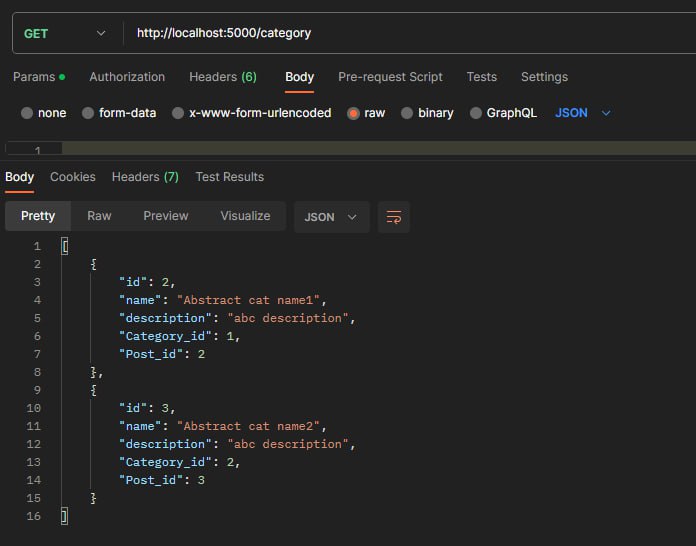 GET http://localhost:5000/category
Params Authorization Headers (6) Body Pre-request Script Tests Settings
none form-data x-www-form-urlencoded raw binary GraphQL JSON
1
Body Cookies Headers (7) Test Results
Pretty Raw Preview Visualize JSON
1 [
2 {
3 "id": 2,
4 "name": "Abstract cat name1",
5 "description": "abc description",
6 "Category_id": 1,
7 "Post_id": 2
8 },
9 {
10 "id": 3,
11 "name": "Abstract cat name2",
12 "description": "abc description",
13 "Category_id": 2,
14 "Post_id": 3
15 }
16 ]